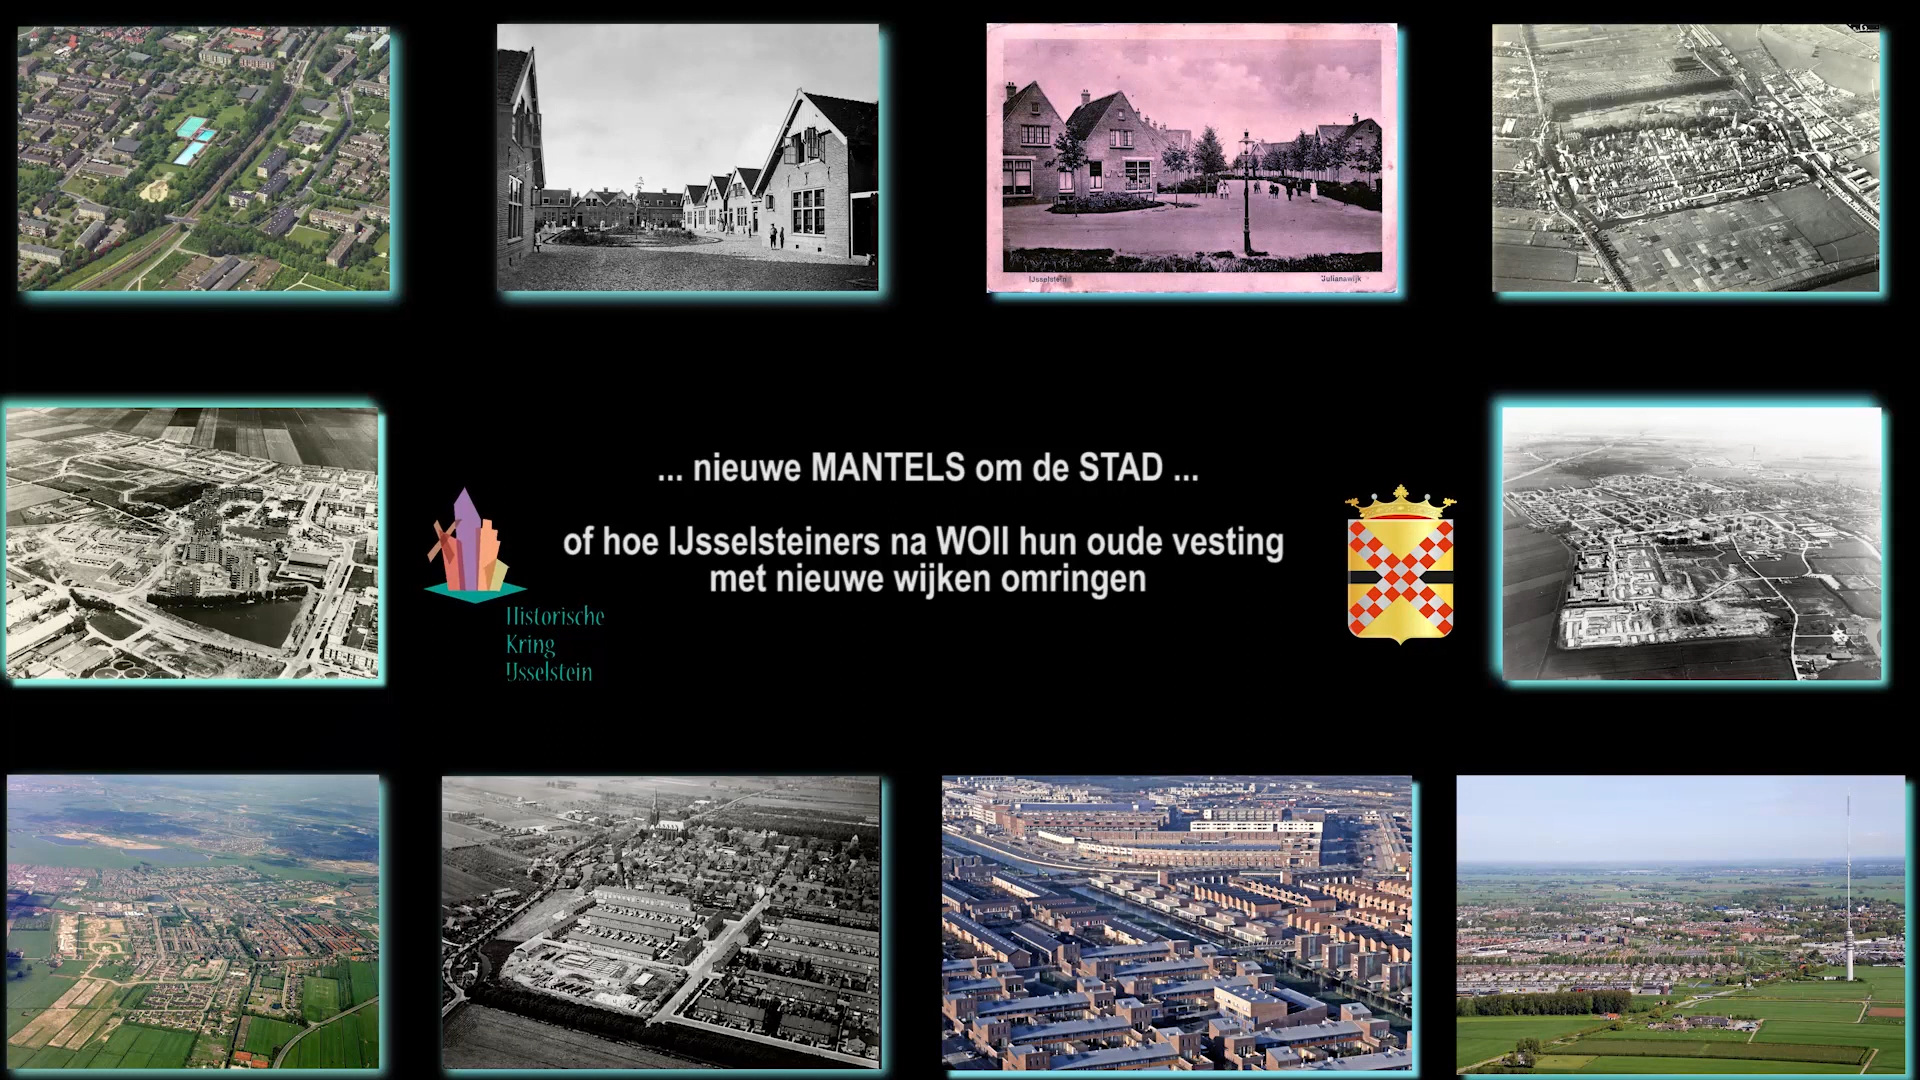 IJsselstein
Julianawijk
... nieuwe MANTELS om de STAD ...
of hoe IJsselsteiners na WOII hun oude vesting
met nieuwe wijken omringen
Historische
Kring
IJsselstein